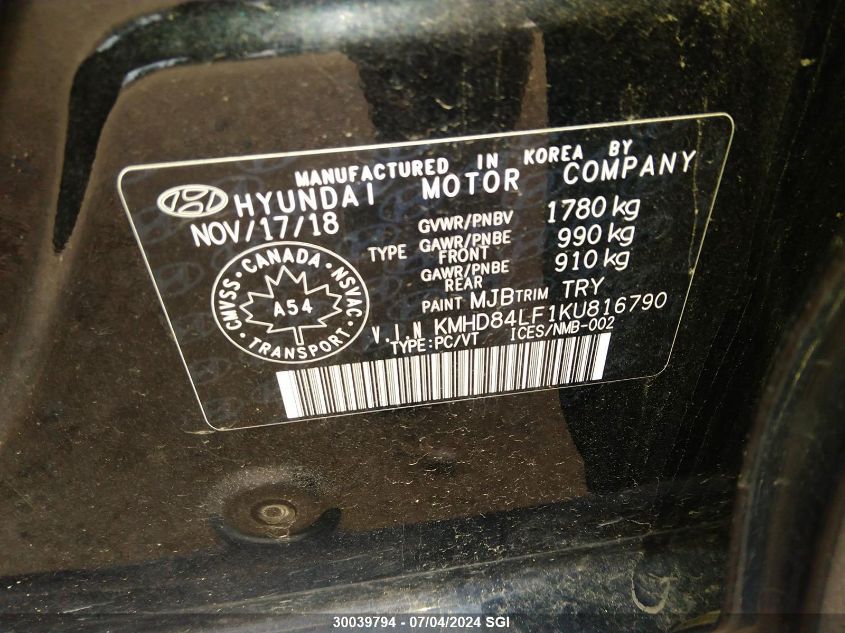 MANUFACTURED IN KOREA BY
HYUNDAI MOTOR COMPANY
NOV/17/18
GVWR/PNBV 1780 kg
TYPE GAWR/PNBE FRONT 990 kg
GAWR/PNBE REAR 910 kg
PAINT MJB TRIM TRY
V.I.N KMHD84LF1KU816790
TYPE:PC/VT ICES/NMB-002
CMVSS · CANADA · NSVAC
A54
· TRANSPORT ·
30039794 - 07/04/2024 SGI